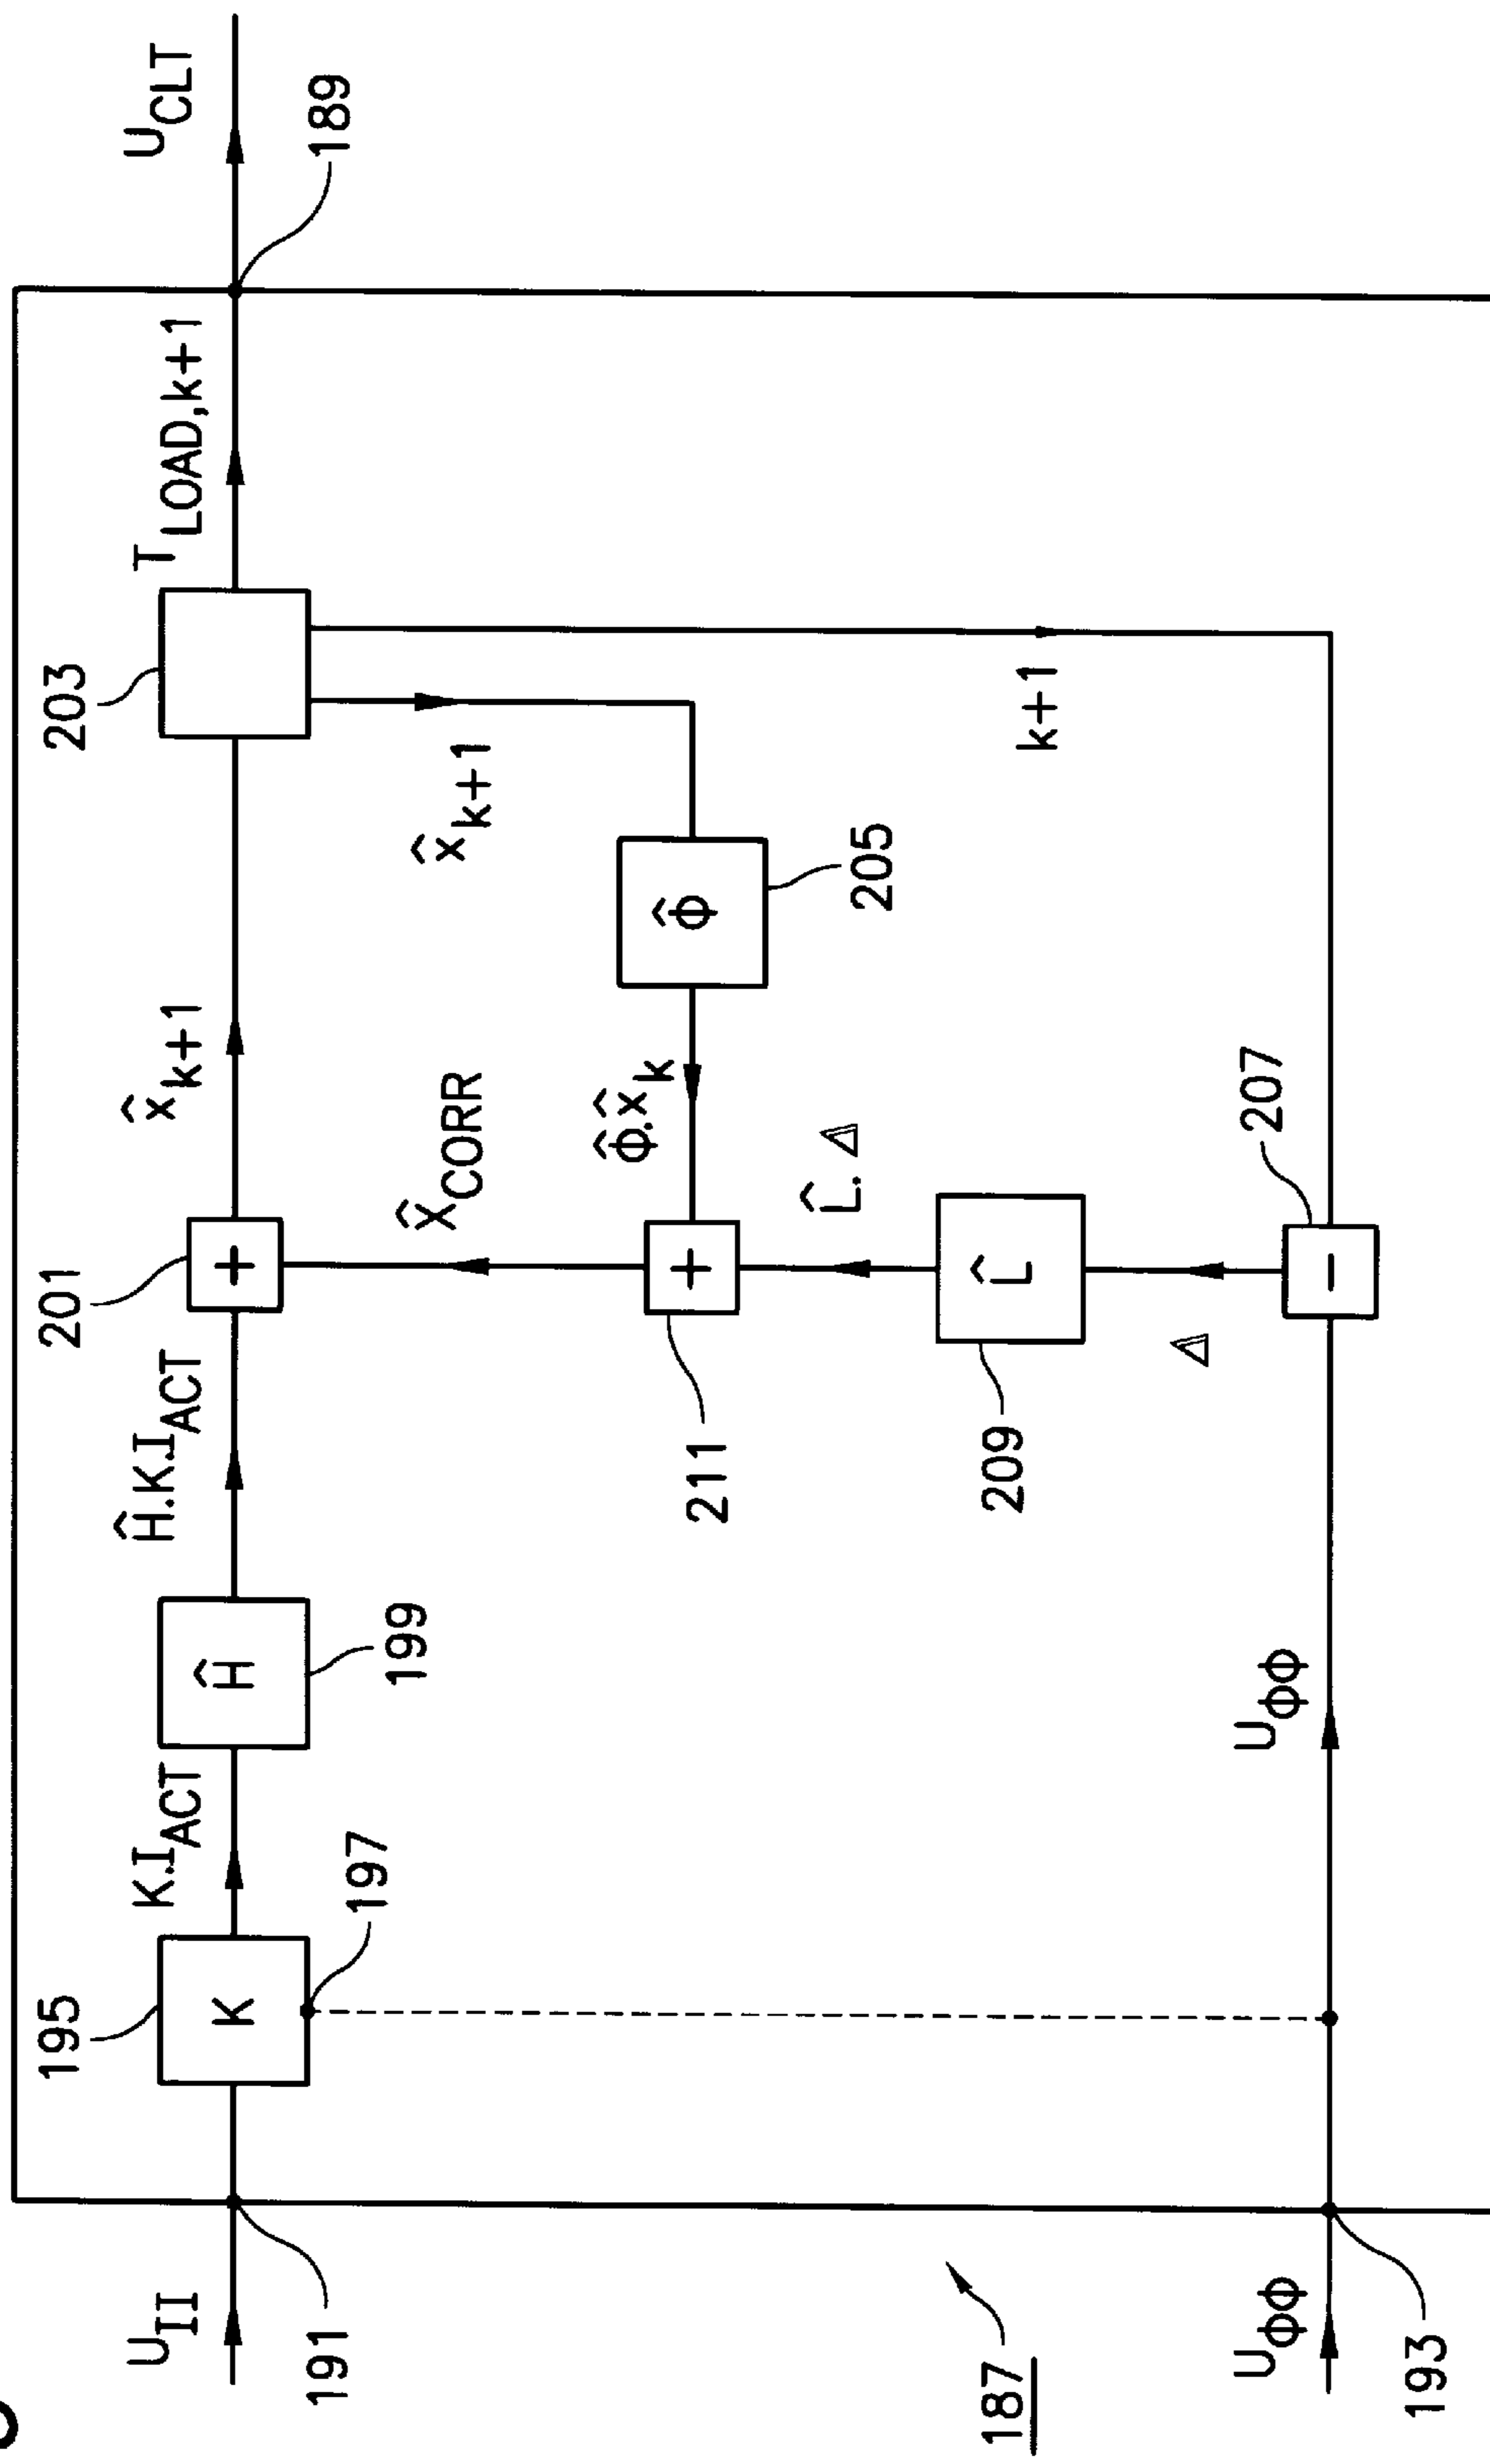 U_II
191
195
K
197
K.I_ACT
Ĥ
199
Ĥ.K.I_ACT
201
+
x̂_k+1
203
T_LOAD,k+1
U_CLT
189
x̂_k+1
Φ̂
205
Φ̂.x̂_k
x̂_CORR
+
211
L̂.Δ
L̂
209
Δ
207
−
k+1
U_ΦΦ
U_ΦΦ
193
187